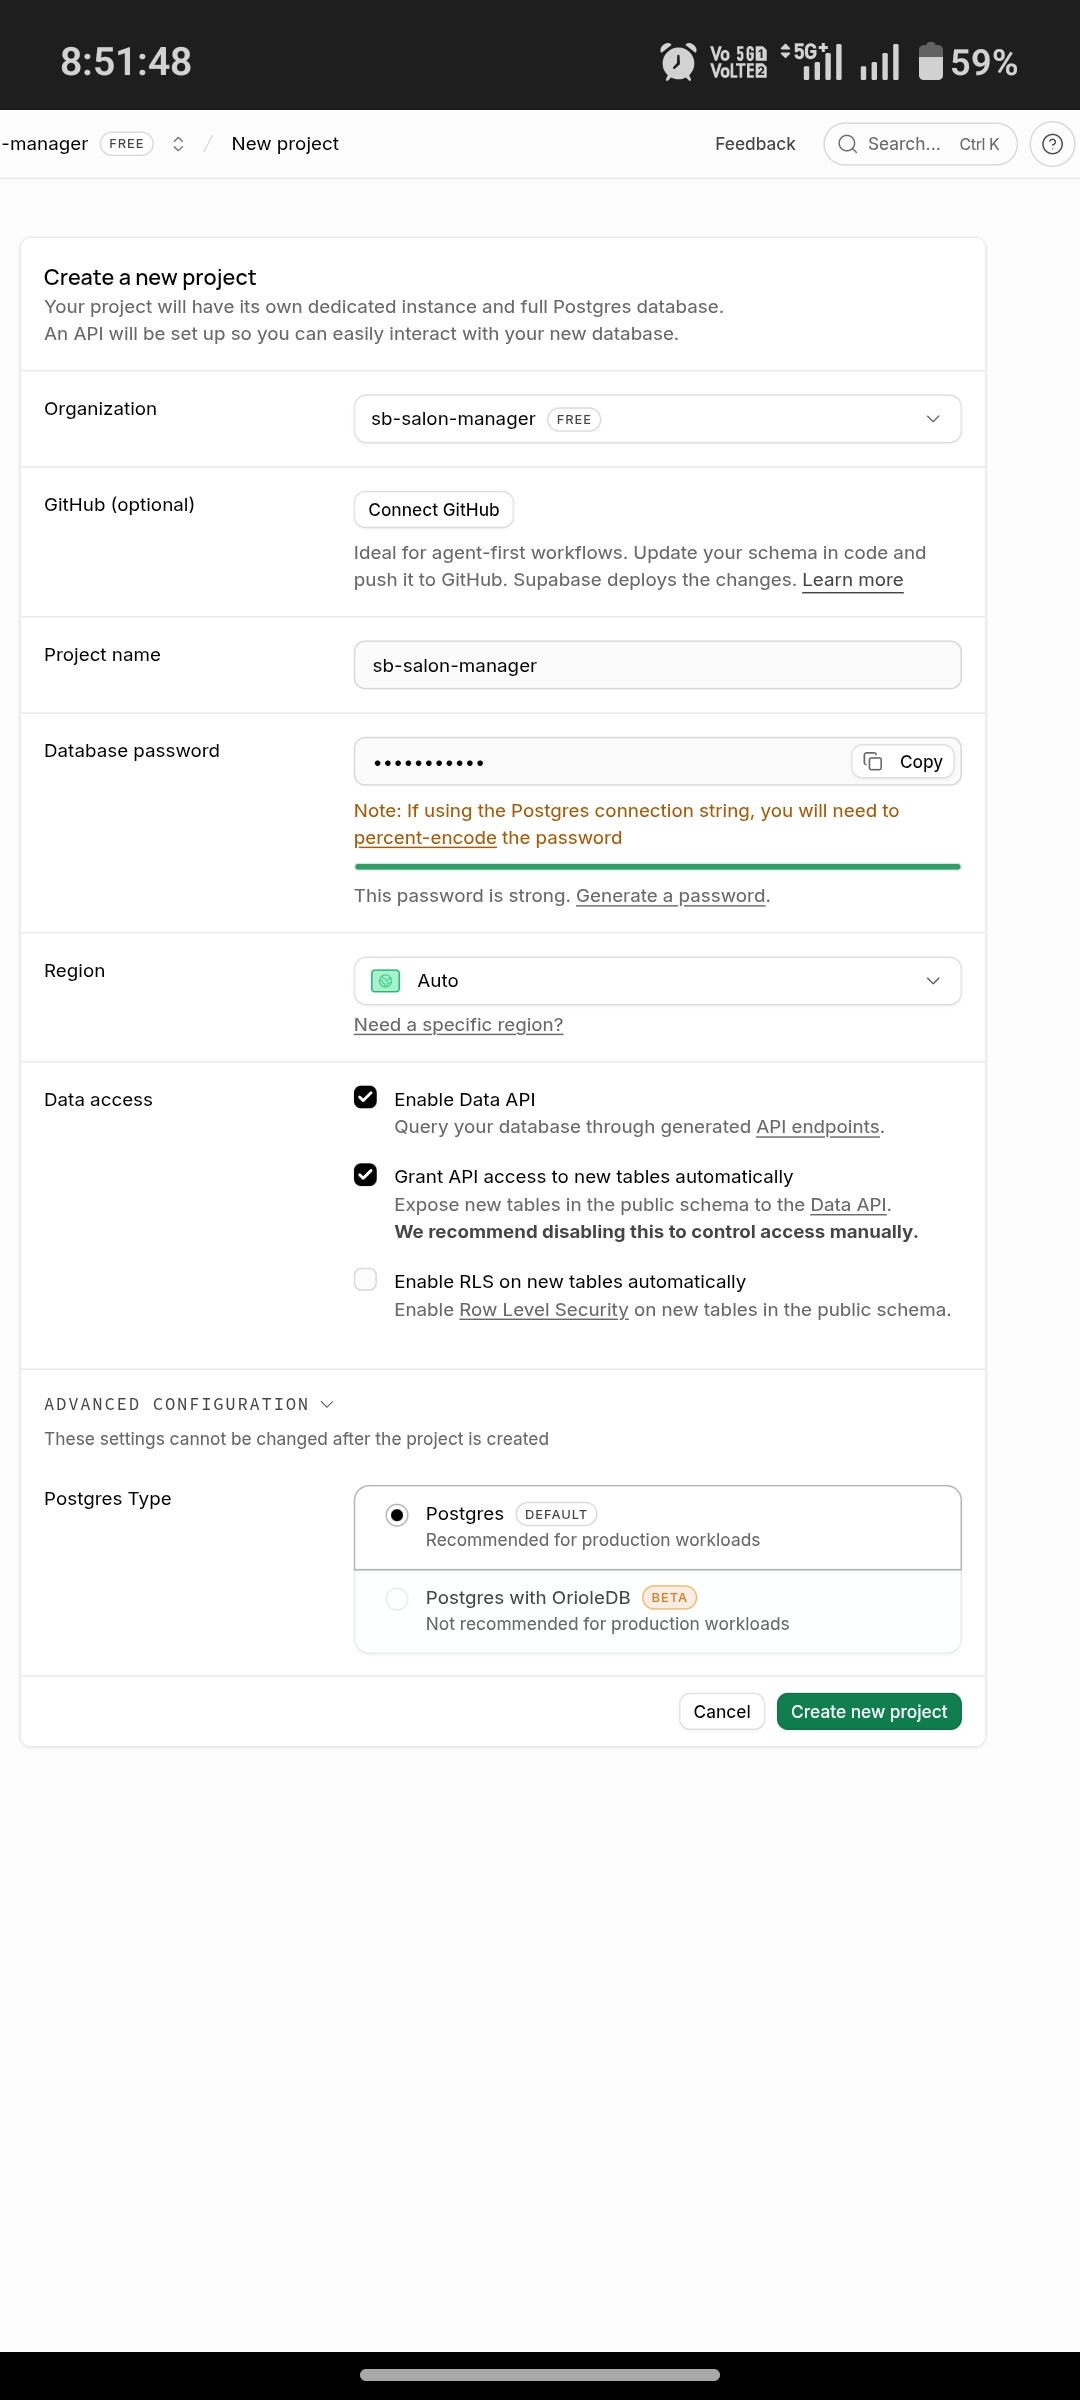 8:51:48
Vo 5G 1
VoLTE 2
5G+
59%
-manager FREE / New project Feedback Search... Ctrl K
Create a new project
Your project will have its own dedicated instance and full Postgres database.
An API will be set up so you can easily interact with your new database.
Organization
sb-salon-manager FREE
GitHub (optional)
Connect GitHub
Ideal for agent-first workflows. Update your schema in code and
push it to GitHub. Supabase deploys the changes. Learn more
Project name
sb-salon-manager
Database password
•••••••••••
Copy
Note: If using the Postgres connection string, you will need to
percent-encode the password
This password is strong. Generate a password.
Region
Auto
Need a specific region?
Data access
Enable Data API
Query your database through generated API endpoints.
Grant API access to new tables automatically
Expose new tables in the public schema to the Data API.
We recommend disabling this to control access manually.
Enable RLS on new tables automatically
Enable Row Level Security on new tables in the public schema.
ADVANCED CONFIGURATION
These settings cannot be changed after the project is created
Postgres Type
Postgres DEFAULT
Recommended for production workloads
Postgres with OrioleDB BETA
Not recommended for production workloads
Cancel
Create new project